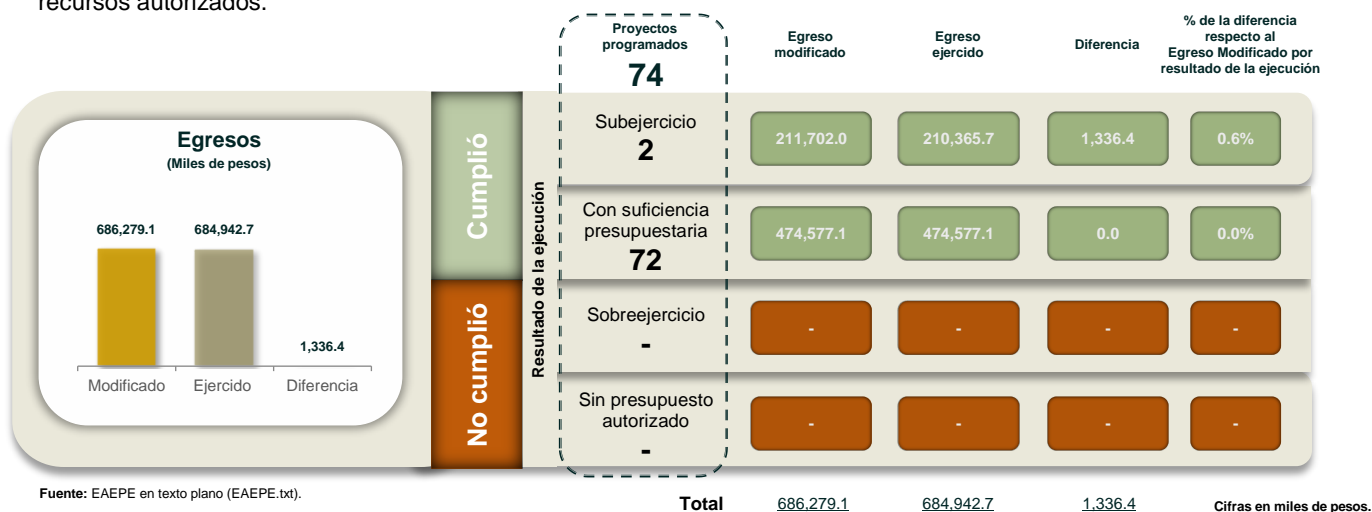 recursos autorizados.
Proyectos
programados
74
Egreso
modificado
Egreso
ejercido
Diferencia
% de la diferencia
respecto al
Egreso Modificado por
resultado de la ejecución
Egresos
(Miles de pesos)
686,279.1
684,942.7
1,336.4
Modificado
Ejercido
Diferencia
Cumplió
No cumplió
Resultado de la ejecución
Subejercicio
2
211,702.0
210,365.7
1,336.4
0.6%
Con suficiencia
presupuestaria
72
474,577.1
474,577.1
0.0
0.0%
Sobreejercicio
-
-
-
-
-
Sin presupuesto
autorizado
-
-
-
-
-
Fuente: EAEPE en texto plano (EAEPE.txt).
Total
686,279.1
684,942.7
1,336.4
Cifras en miles de pesos.